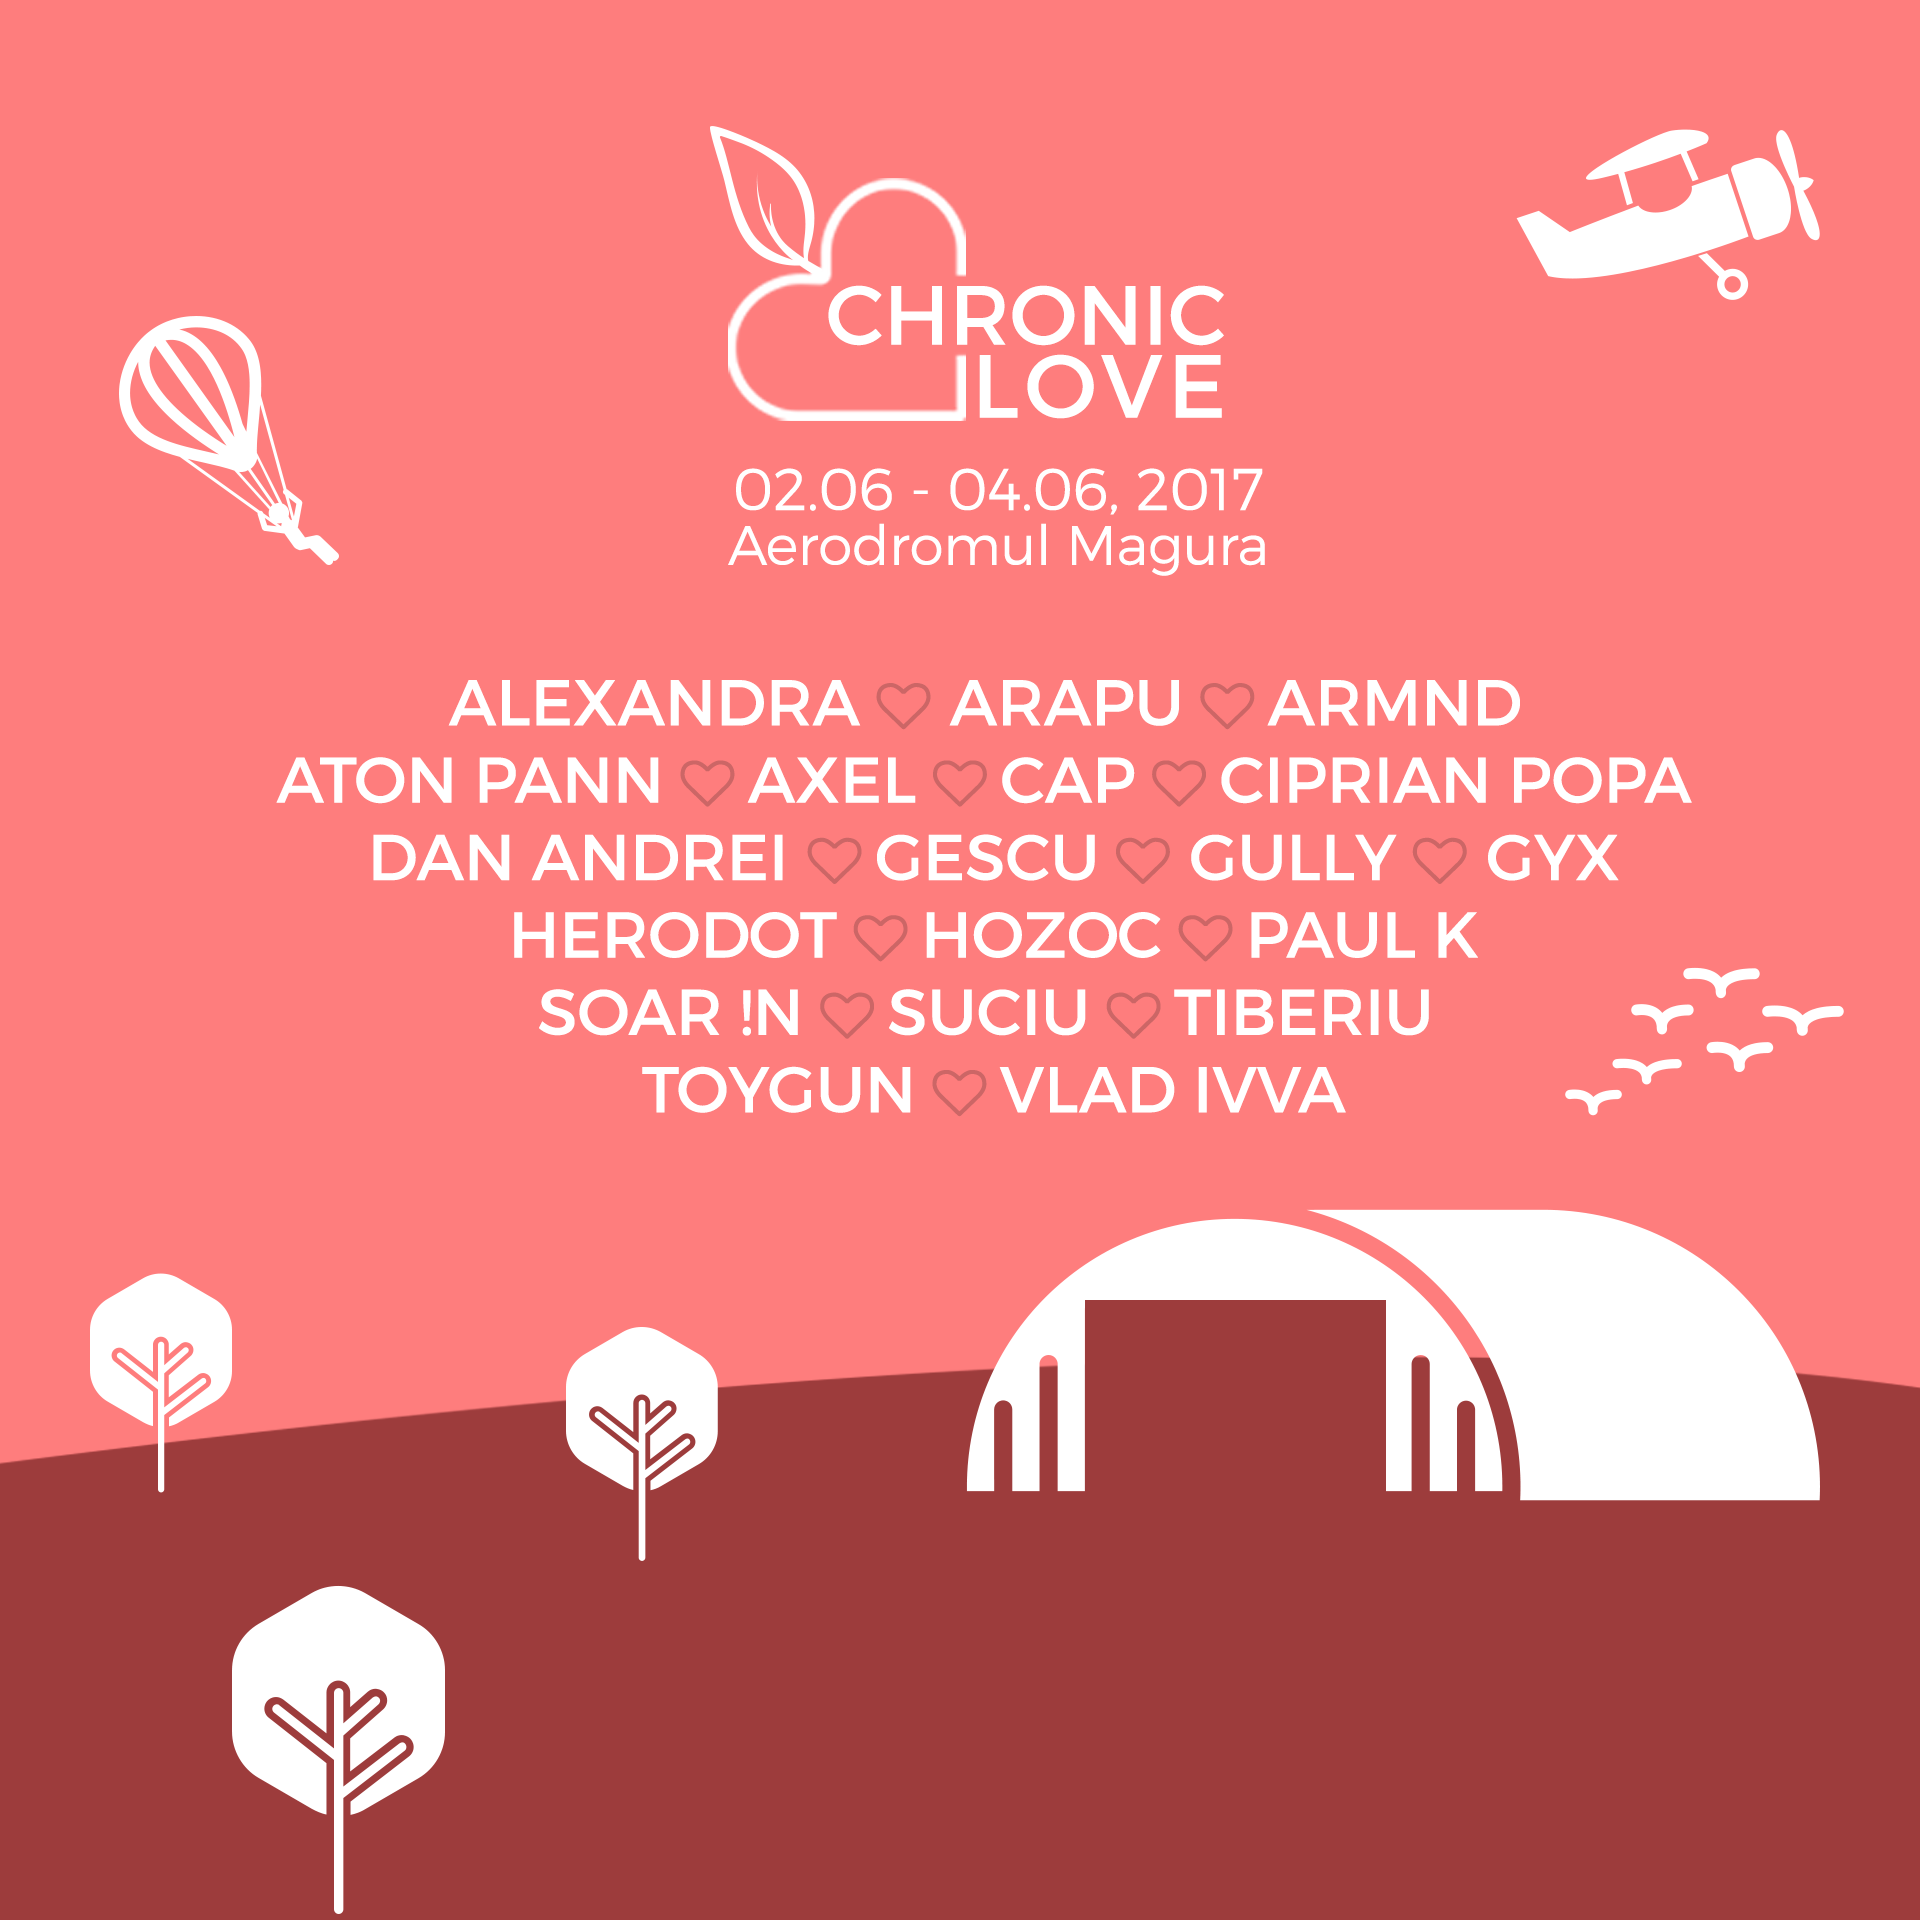 CHRONIC
LOVE
02.06 - 04.06, 2017
Aerodromul Magura
ALEXANDRA ♡ ARAPU ♡ ARMND
ATON PANN ♡ AXEL ♡ CAP ♡ CIPRIAN POPA
DAN ANDREI ♡ GESCU ♡ GULLY ♡ GYX
HERODOT ♡ HOZOC ♡ PAUL K
SOAR !N ♡ SUCIU ♡ TIBERIU
TOYGUN ♡ VLAD IVVVA